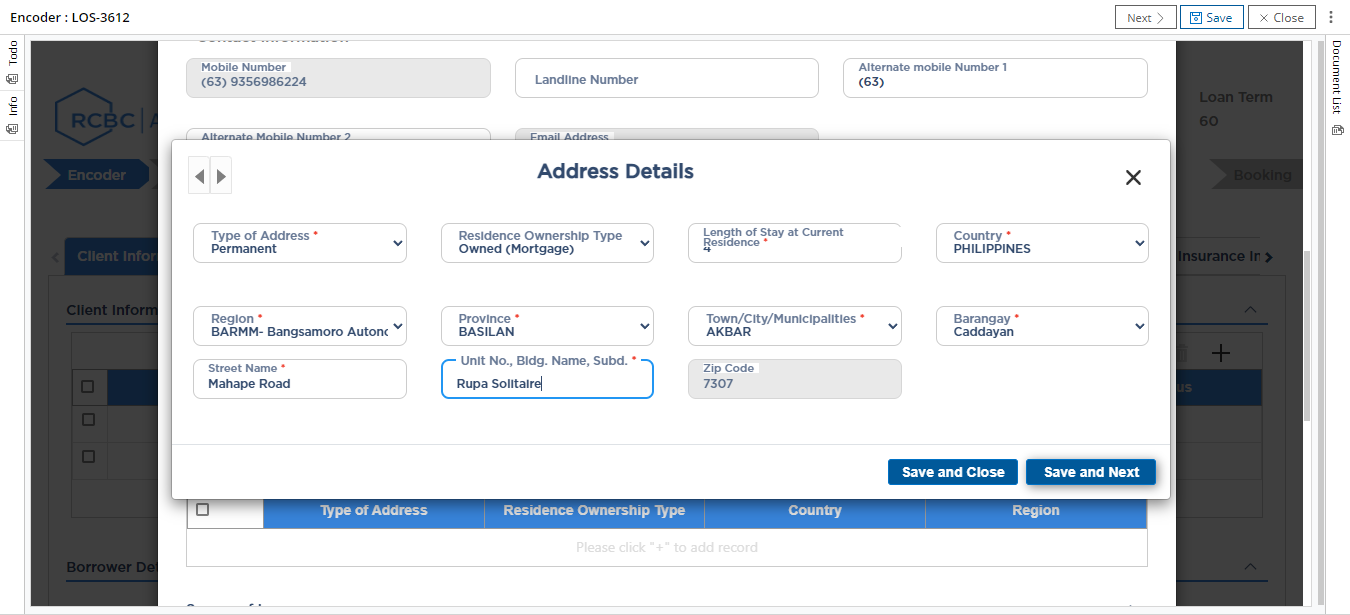 Encoder : LOS-3612
Next
Save
Close
Todo
Info
Document List
Contact Information
Mobile Number
(63) 9356986224
Landline Number
Alternate mobile Number 1
(63)
Alternate Mobile Number 2
Email Address
RCBC
Loan Term
60
Encoder
Booking
Address Details
Type of Address *
Permanent
Residence Ownership Type
Owned (Mortgage)
Length of Stay at Current
Residence *
4
Country *
PHILIPPINES
Client Infor
Insurance In
Client Inform
Region *
BARMM- Bangsamoro Autono
Province *
BASILAN
Town/City/Municipalities *
AKBAR
Barangay *
Caddayan
Street Name *
Mahape Road
Unit No., Bldg. Name, Subd. *
Rupa Solitaire
Zip Code
7307
us
Save and Close
Save and Next
Type of Address
Residence Ownership Type
Country
Region
Please click "+" to add record
Borrower Det